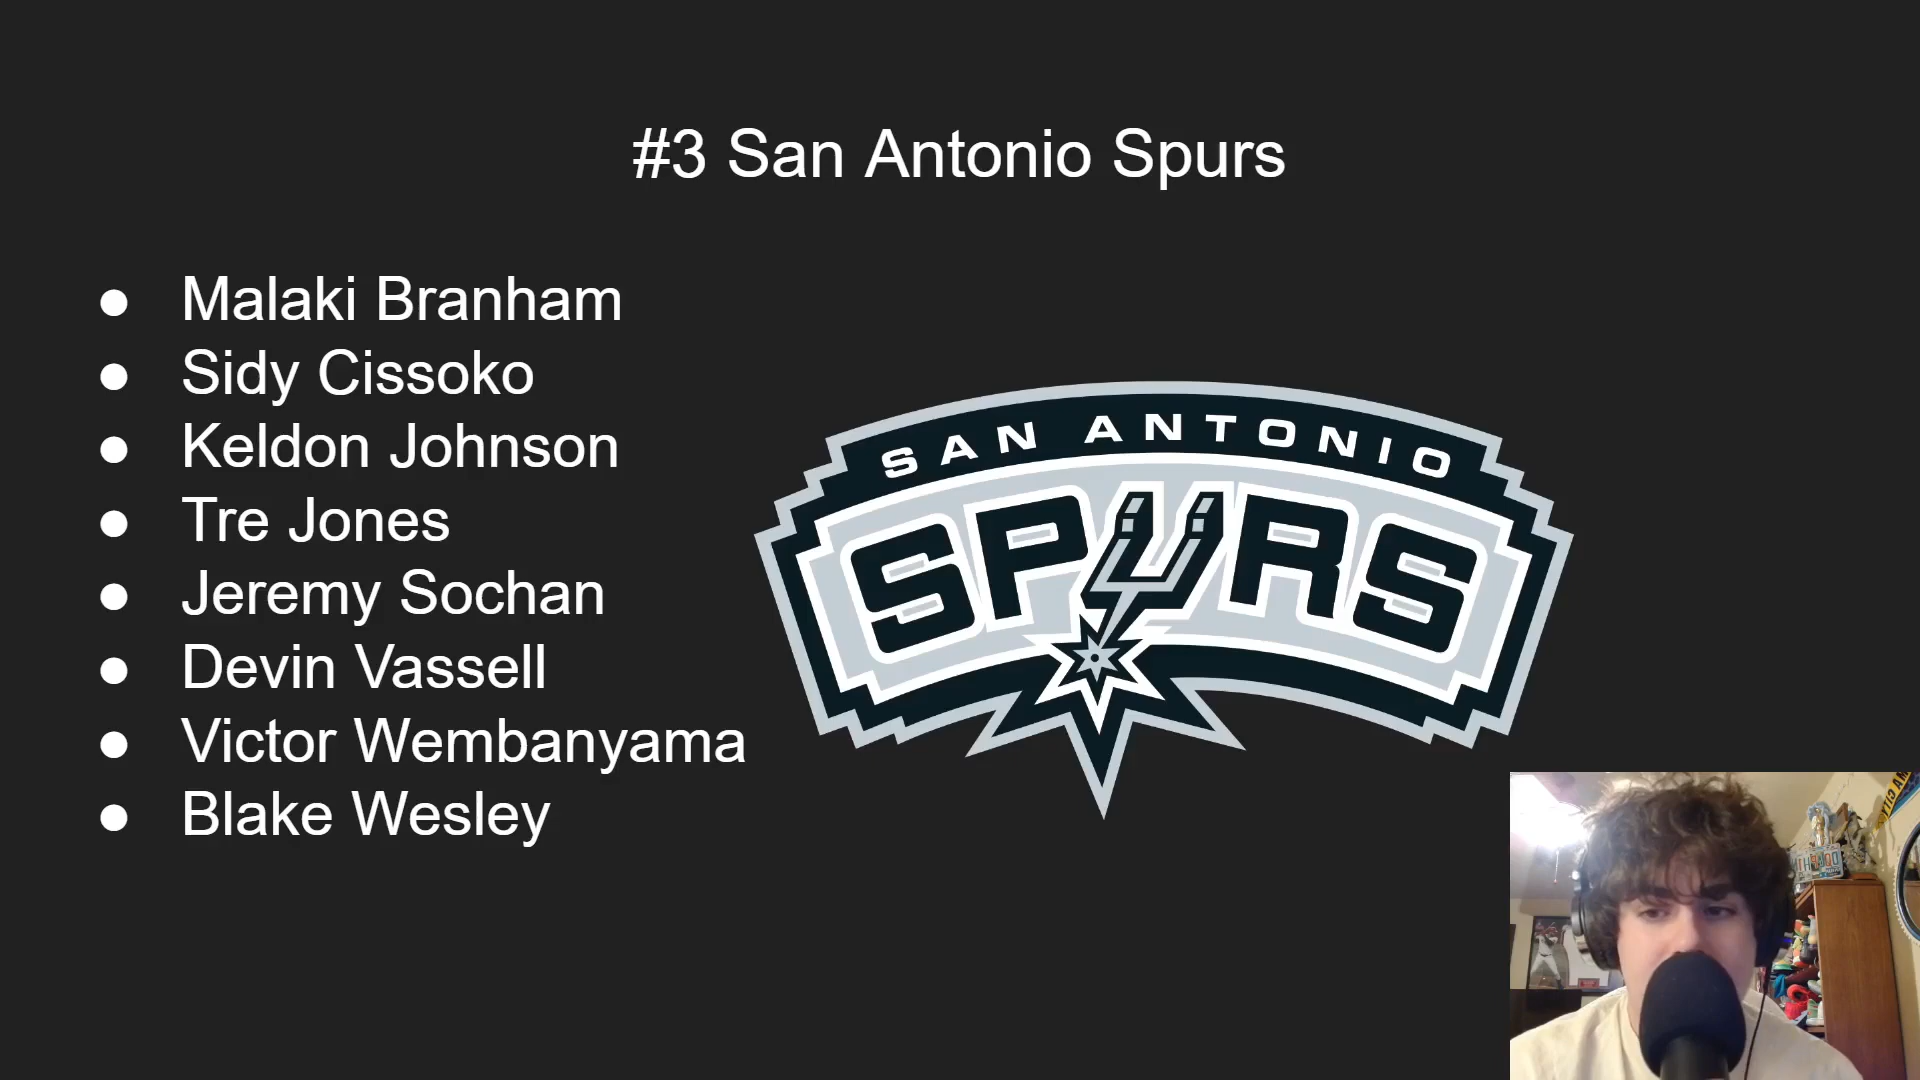 #3 San Antonio Spurs
Malaki Branham
Sidy Cissoko
Keldon Johnson
Tre Jones
Jeremy Sochan
Devin Vassell
Victor Wembanyama
Blake Wesley
SAN ANTONIO
SPURS